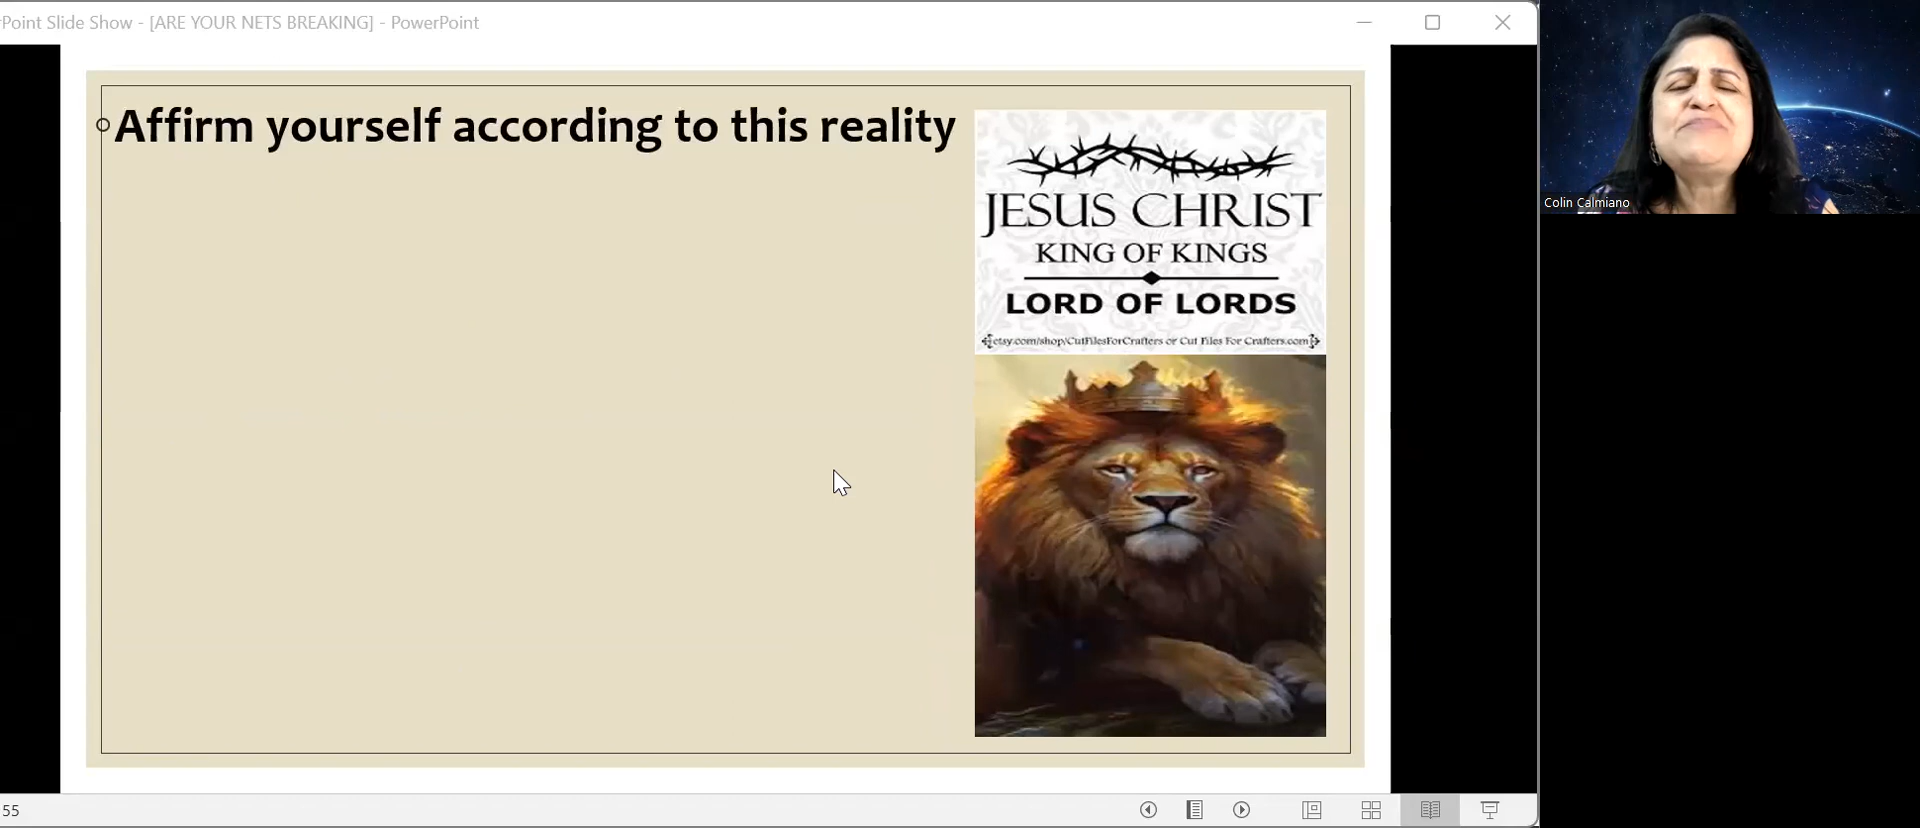 Point Slide Show - [ARE YOUR NETS BREAKING] - PowerPoint
Affirm yourself according to this reality
JESUS CHRIST
KING OF KINGS
LORD OF LORDS
etsy.com/shop/CutFilesForCrafters or Cut Files For Crafters.com
Colin Calmiano
55